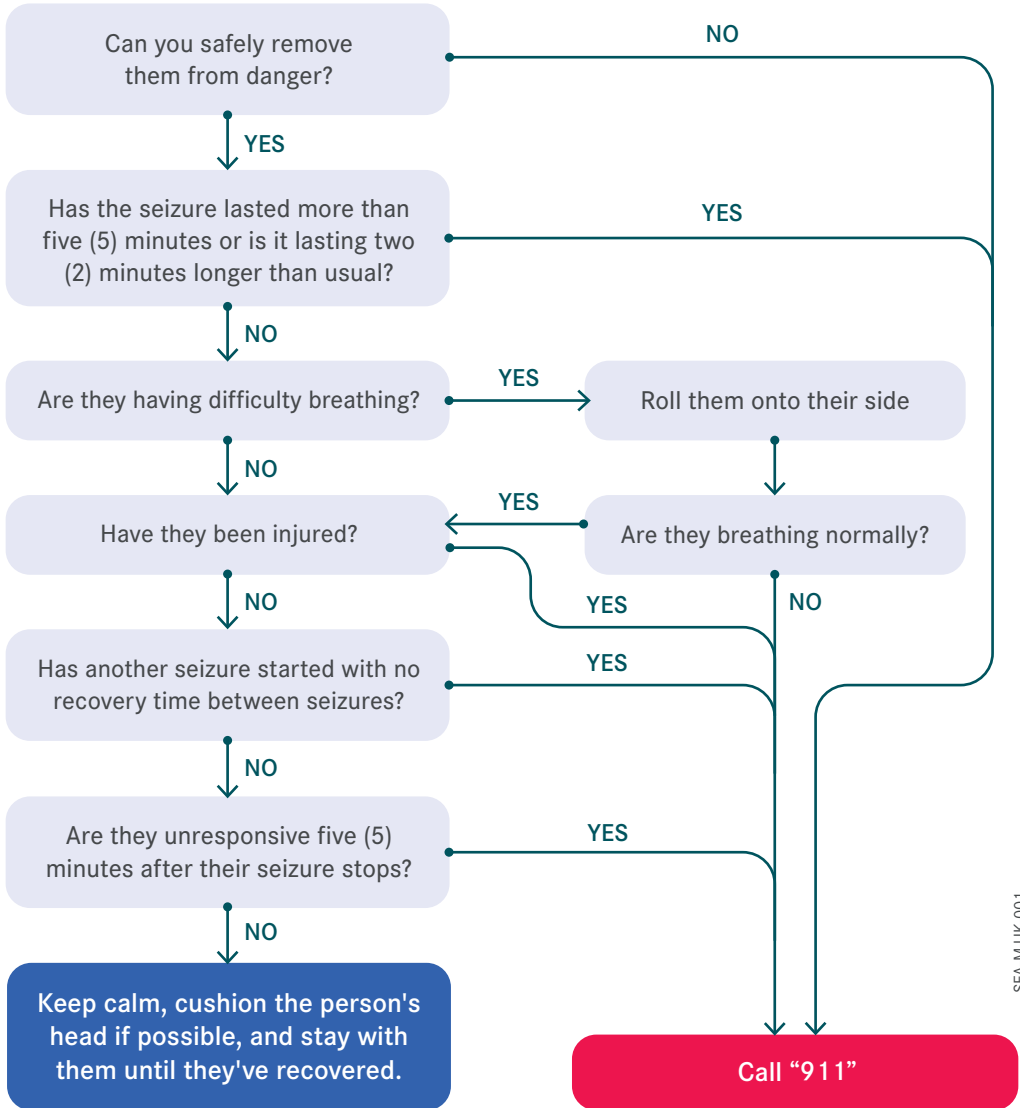 Can you safely remove
them from danger?
NO
YES
Has the seizure lasted more than
five (5) minutes or is it lasting two
(2) minutes longer than usual?
YES
NO
Are they having difficulty breathing?
YES
Roll them onto their side
NO
YES
Have they been injured?
Are they breathing normally?
NO
YES
NO
Has another seizure started with no
recovery time between seizures?
YES
NO
Are they unresponsive five (5)
minutes after their seizure stops?
YES
NO
Keep calm, cushion the person's
head if possible, and stay with
them until they've recovered.
Call “911”